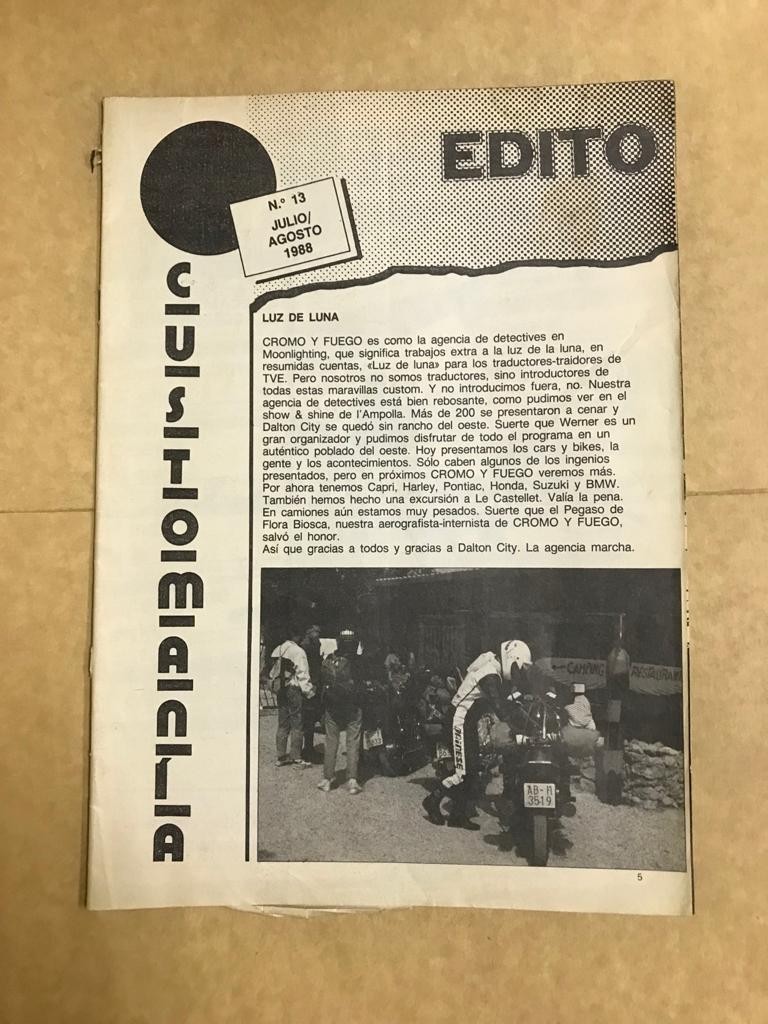 EDITO
N.º 13
JULIO/
AGOSTO
1988
CUSTOMANIA
LUZ DE LUNA
CROMO Y FUEGO es como la agencia de detectives en
Moonlighting, que significa trabajos extra a la luz de la luna, en
resumidas cuentas, «Luz de luna» para los traductores-traidores de
TVE. Pero nosotros no somos traductores, sino introductores de
todas estas maravillas custom. Y no introducimos fuera, no. Nuestra
agencia de detectives está bien rebosante, como pudimos ver en el
show & shine de l'Ampolla. Más de 200 se presentaron a cenar y
Dalton City se quedó sin rancho del oeste. Suerte que Werner es un
gran organizador y pudimos disfrutar de todo el programa en un
auténtico poblado del oeste. Hoy presentamos los cars y bikes, la
gente y los acontecimientos. Sólo caben algunos de los ingenios
presentados, pero en próximos CROMO Y FUEGO veremos más.
Por ahora tenemos Capri, Harley, Pontiac, Honda, Suzuki y BMW.
También hemos hecho una excursión a Le Castellet. Valía la pena.
En camiones aún estamos muy pesados. Suerte que el Pegaso de
Flora Biosca, nuestra aerografista-internista de CROMO Y FUEGO,
salvó el honor.
Así que gracias a todos y gracias a Dalton City. La agencia marcha.
CAMPING
RESTAURAN
DAINESE
3519
5